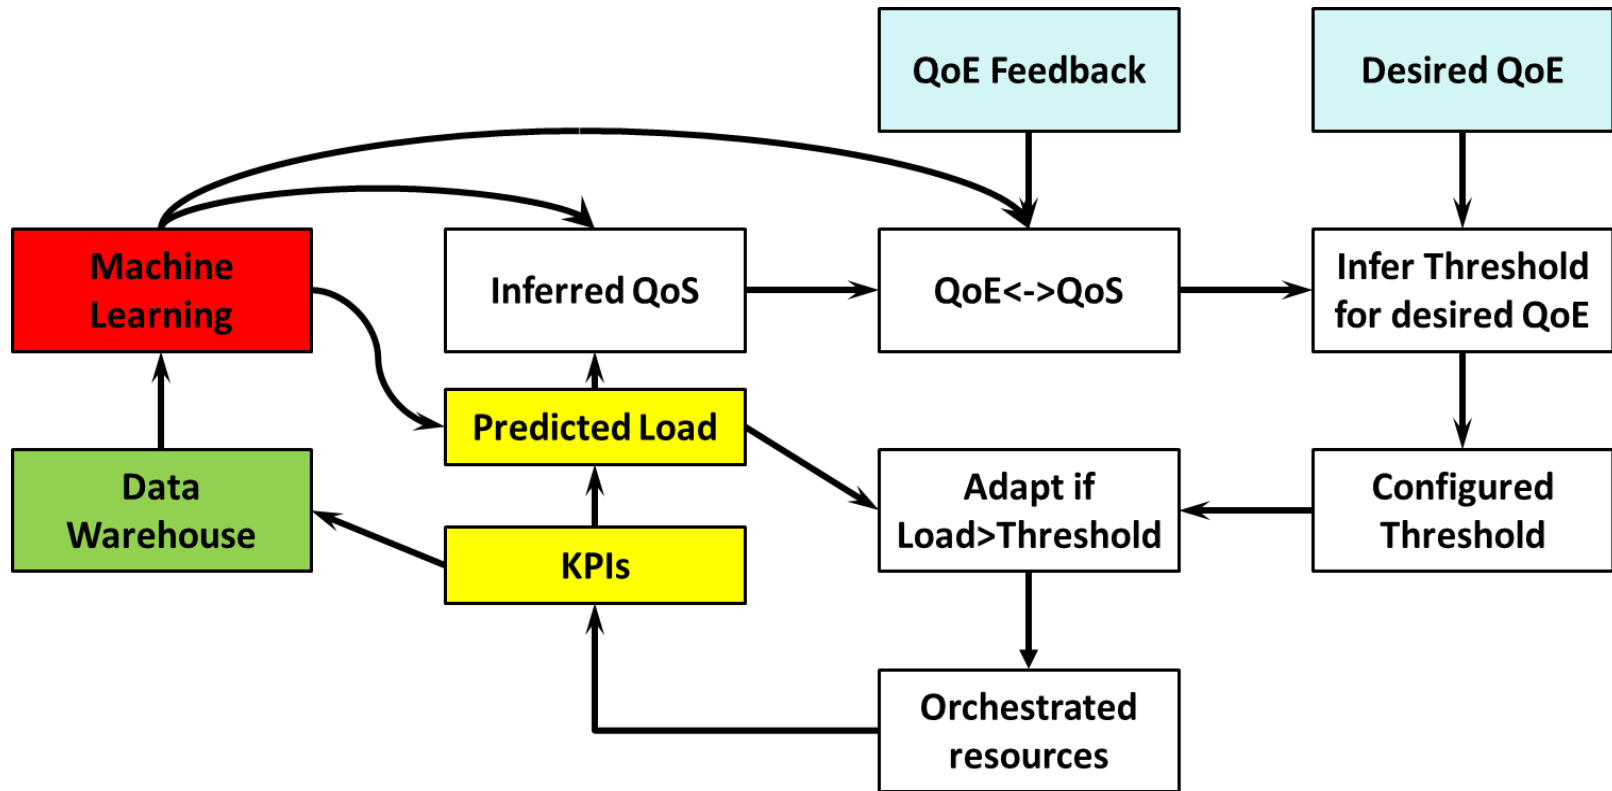 QoE Feedback
Desired QoE
Machine
Learning
Inferred QoS
QoE<->QoS
Infer Threshold
for desired QoE
Predicted Load
Data
Warehouse
KPIs
Adapt if
Load>Threshold
Configured
Threshold
Orchestrated
resources